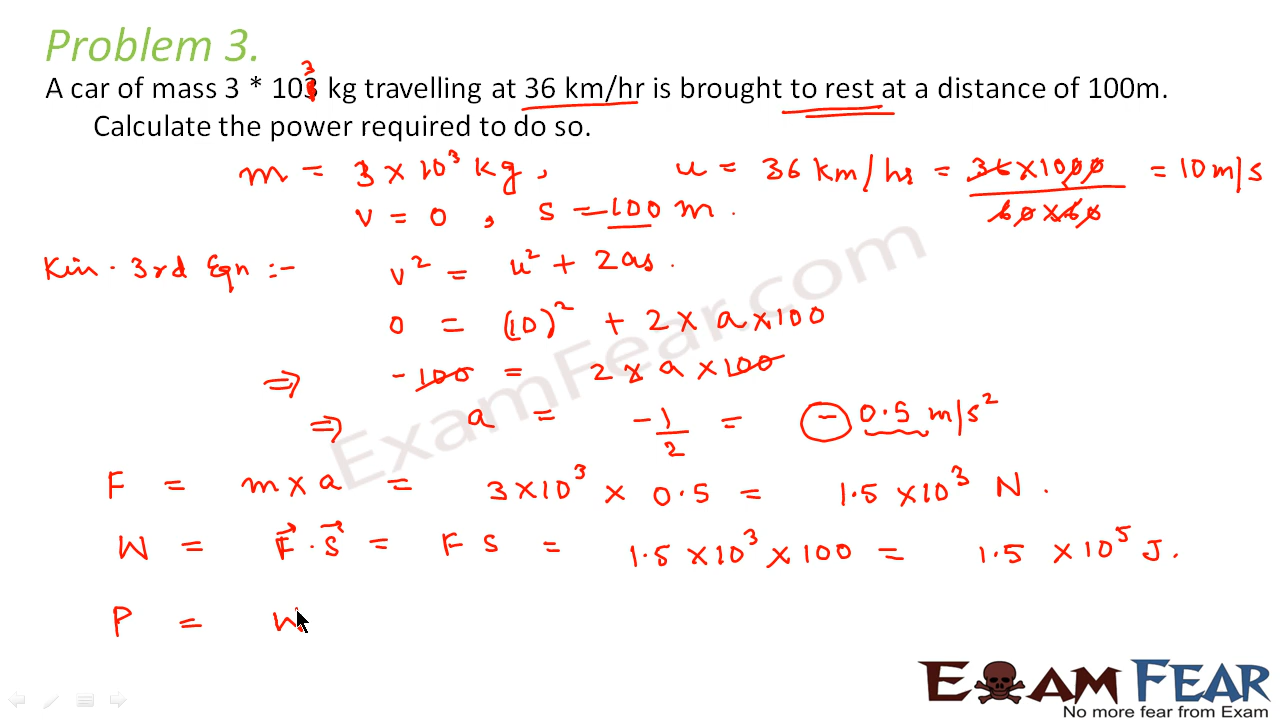 Problem 3.
3
A car of mass 3 * 103 kg travelling at 36 km/hr is brought to rest at a distance of 100m.
Calculate the power required to do so.
m = 3 × 10³ kg, u = 36 km/hr = 36×1000 / 60×60 = 10 m/s
v = 0, s = 100 m.
Kin. 3rd Eqn :- v² = u² + 2as.
0 = (10)² + 2 × a × 100
⇒ -100 = 2 × a × 100
⇒ a = -1/2 = - 0.5 m/s²
F = m × a = 3×10³ × 0.5 = 1.5 ×10³ N.
W = F⃗ . S⃗ = F S = 1.5 ×10³ × 100 = 1.5 ×10⁵ J.
P = W
ExamFear.com
EXAM FEAR
No more fear from Exam